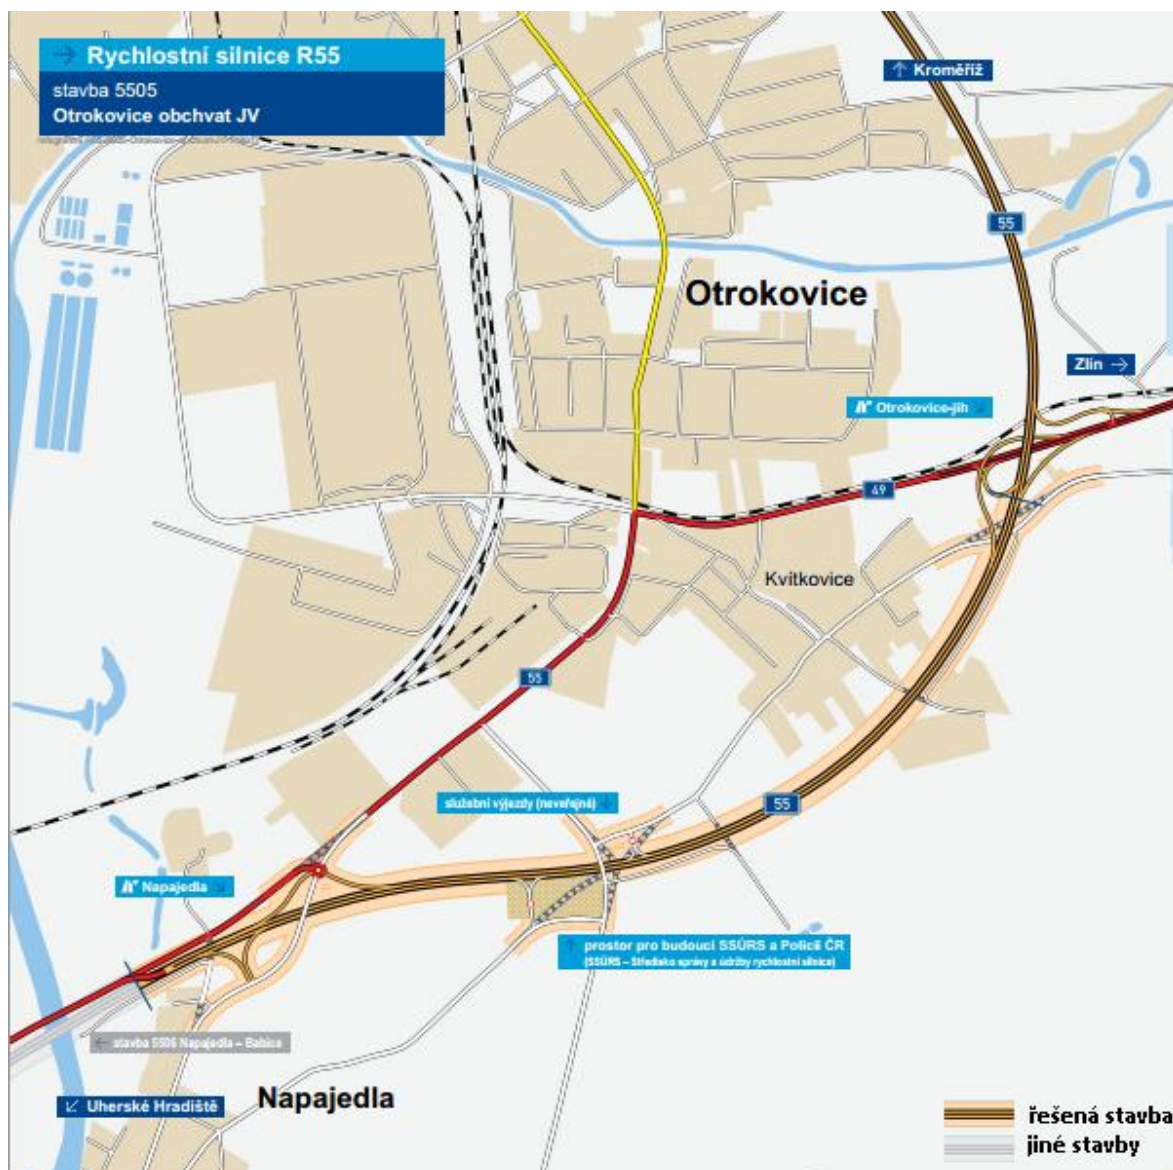 → Rychlostní silnice R55
stavba 5505
Otrokovice obchvat JV
↑ Kroměříž
55
Otrokovice
Zlín →
Otrokovice-jih
49
Kvítkovice
55
služební výjezdy (neveřejné)
55
Napajedla
↑ prostor pro budoucí SSÚRS a Policii ČR
(SSÚRS – Středisko správy a údržby rychlostní silnice)
← stavba 5506 Napajedla – Babice
↙ Uherské Hradiště
Napajedla
řešená stavba
jiné stavby